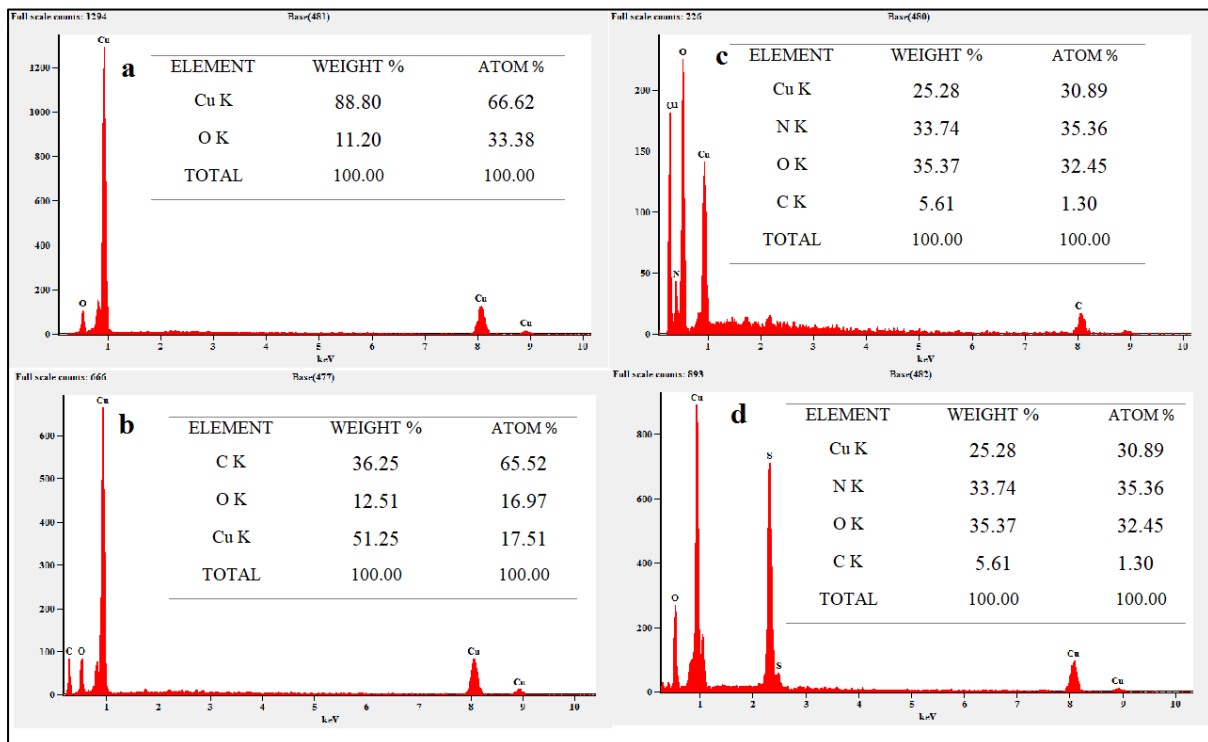 Full scale counts: 1294 Base(481)
Cu
a
ELEMENT WEIGHT % ATOM %
Cu K 88.80 66.62
O K 11.20 33.38
TOTAL 100.00 100.00
1200
1000
800
600
400
200
0
O
Cu
Cu
0 1 2 3 4 5 6 7 8 9 10
keV
Full scale counts: 226 Base(480)
O
Cu
Cu
N
c
ELEMENT WEIGHT % ATOM %
Cu K 25.28 30.89
N K 33.74 35.36
O K 35.37 32.45
C K 5.61 1.30
TOTAL 100.00 100.00
200
150
100
50
0
C
0 1 2 3 4 5 6 7 8 9 10
keV
Full scale counts: 666 Base(477)
Cu
b
ELEMENT WEIGHT % ATOM %
C K 36.25 65.52
O K 12.51 16.97
Cu K 51.25 17.51
TOTAL 100.00 100.00
600
500
400
300
200
100
0
C O
Cu
Cu
0 1 2 3 4 5 6 7 8 9 10
keV
Full scale counts: 893 Base(482)
Cu
d
ELEMENT WEIGHT % ATOM %
Cu K 25.28 30.89
N K 33.74 35.36
O K 35.37 32.45
C K 5.61 1.30
TOTAL 100.00 100.00
800
600
400
200
0
O
S
S
Cu
Cu
1 2 3 4 5 6 7 8 9 10
keV